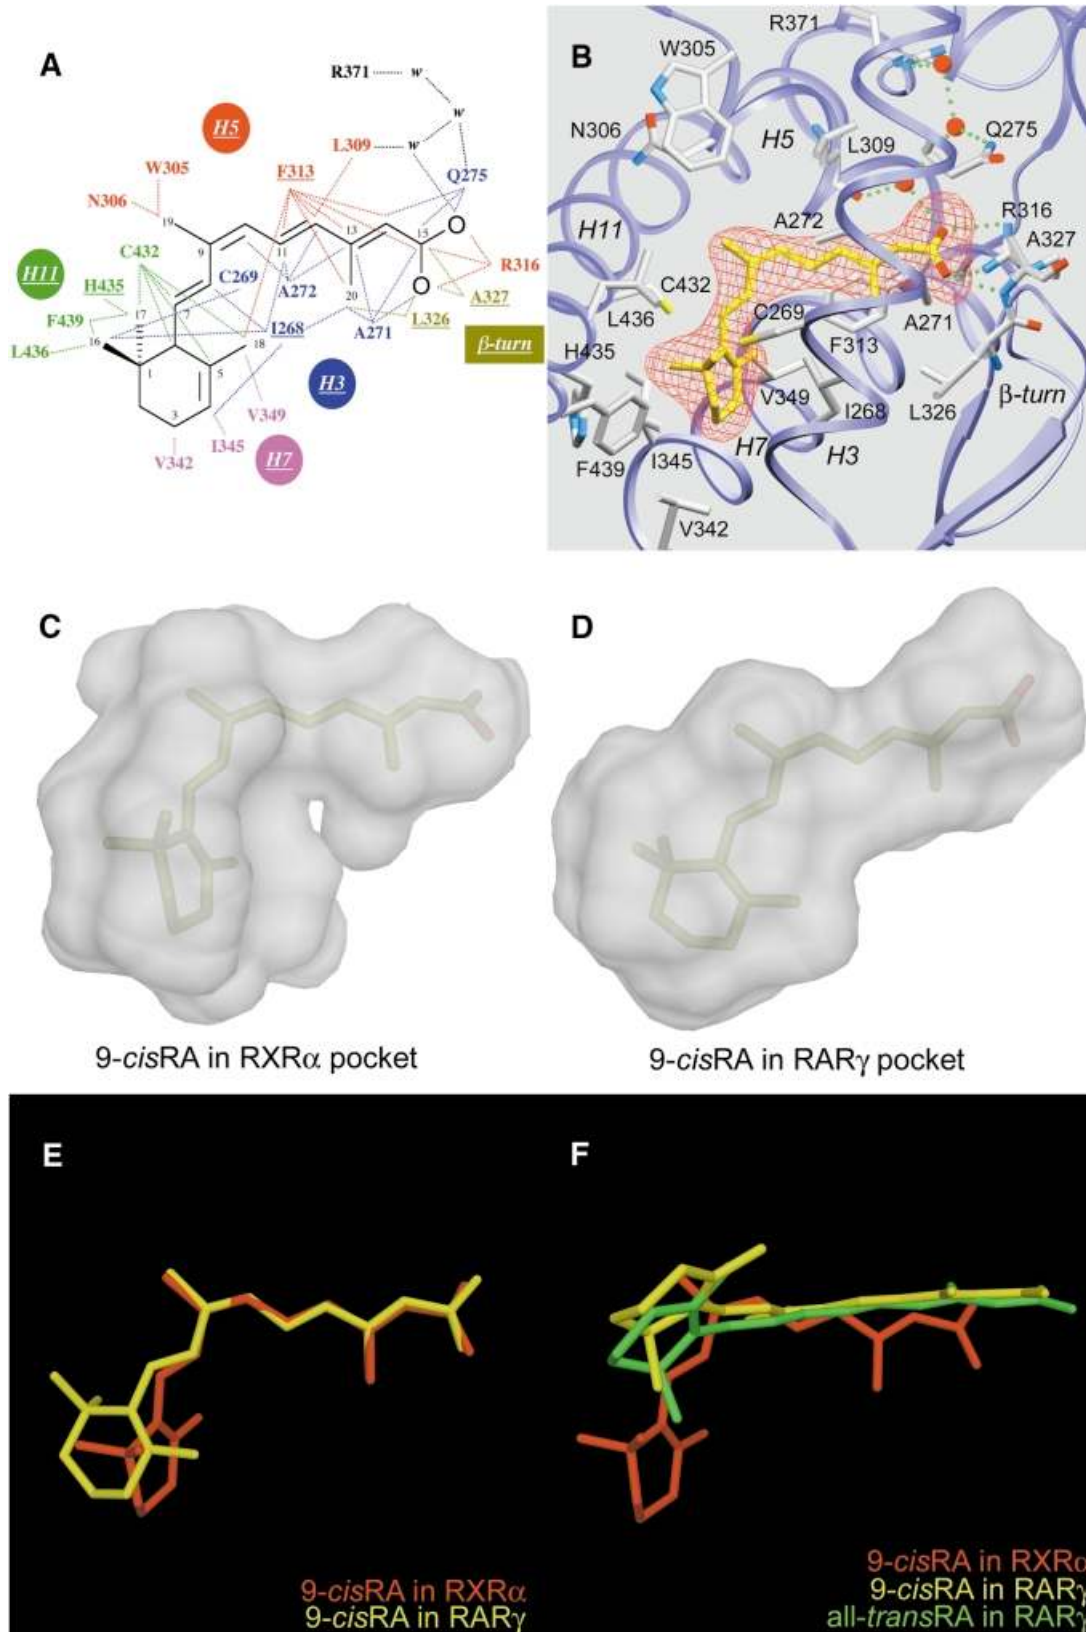 A
R371 w
H5
w
W305
L309 w
N306
F313
Q275
19
13
15
O
9
11
H11
C432
C269
R316
H435
A272
O
17
7
20
A327
F439
I268
L326
L436
16
18
A271
β-turn
1
5
H3
V349
3
I345
V342
H7
B
R371
W305
N306
H5
L309
Q275
H11
A272
R316
A327
C432
L436
C269
A271
F313
H435
V349
I268
L326
β-turn
F439
I345
H7
H3
V342
C
D
9-cisRA in RXRα pocket
9-cisRA in RARγ pocket
E
F
9-cisRA in RXRα
9-cisRA in RARγ
9-cisRA in RXRα
9-cisRA in RARγ
all-transRA in RARγ